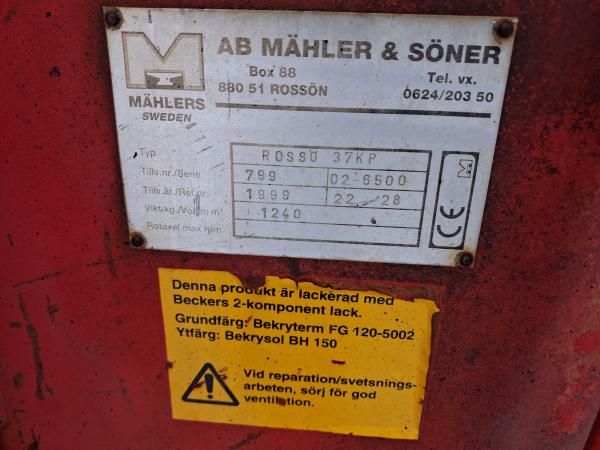 M
MÄHLERS
SWEDEN
AB MÄHLER & SÖNER
Box 88
880 51 ROSSÖN
Tel. vx.
0624/203 50
Typ ROSSÖ 37KP
Tillv.nr./Serie 799 02-6500
Tillv.år/Ref.nr. 1999 22 - 28
Vikt kg/Volym m³ 1240
Rotaxel max rpm
M
CE
Denna produkt är lackerad med
Beckers 2-komponent lack.
Grundfärg: Bekryterm FG 120-5002
Ytfärg: Bekrysol BH 150
Vid reparation/svetsnings-
arbeten, sörj för god
ventilation.